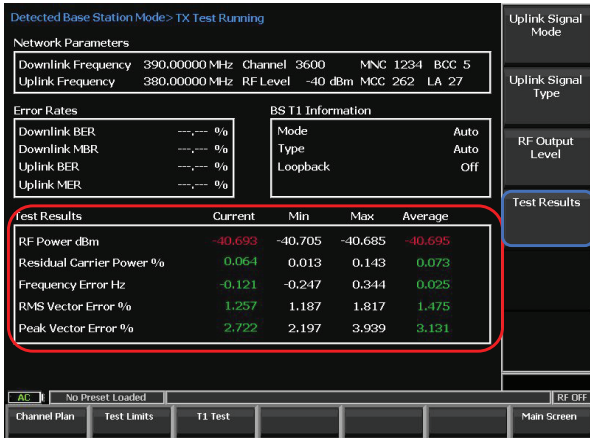 Detected Base Station Mode> TX Test Running
Network Parameters
Downlink Frequency 390.00000 MHz Channel 3600 MNC 1234 BCC 5
Uplink Frequency 380.00000 MHz RF Level -40 dBm MCC 262 LA 27
Error Rates
Downlink BER ---.--- %
Downlink MBR ---.--- %
Uplink BER ---.--- %
Uplink MER ---.--- %
BS T1 Information
Mode Auto
Type Auto
Loopback Off
Test Results Current Min Max Average
RF Power dBm -40.693 -40.705 -40.685 -40.695
Residual Carrier Power % 0.064 0.013 0.143 0.073
Frequency Error Hz -0.121 -0.247 0.344 0.025
RMS Vector Error % 1.257 1.187 1.817 1.475
Peak Vector Error % 2.722 2.197 3.939 3.131
Uplink Signal
Mode
Uplink Signal
Type
RF Output
Level
Test Results
AC No Preset Loaded RF OFF
Channel Plan Test Limits T1 Test Main Screen